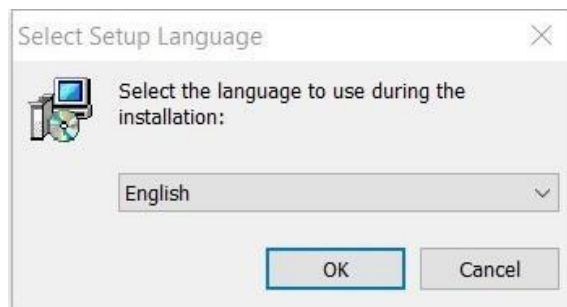 Select Setup Language
Select the language to use during the
installation:
English
OK
Cancel